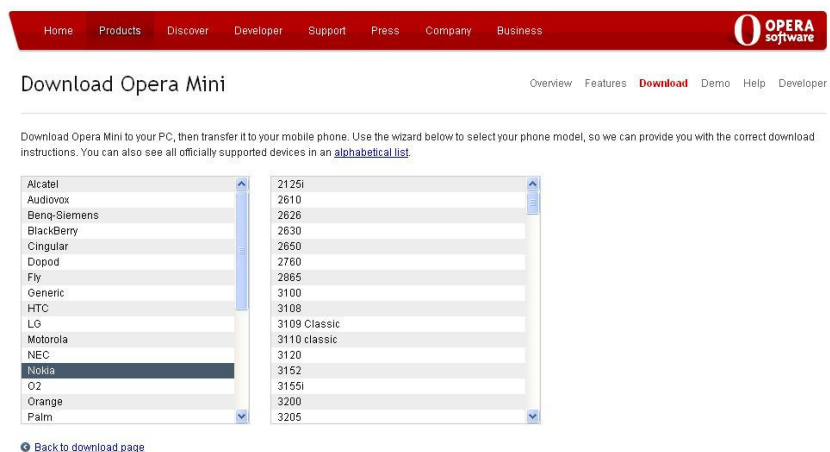 Home Products Discover Developer Support Press Company Business OPERA software
Download Opera Mini
Overview Features Download Demo Help Developer
Download Opera Mini to your PC, then transfer it to your mobile phone. Use the wizard below to select your phone model, so we can provide you with the correct download
instructions. You can also see all officially supported devices in an alphabetical list.
Alcatel
Audiovox
Benq-Siemens
BlackBerry
Cingular
Dopod
Fly
Generic
HTC
LG
Motorola
NEC
Nokia
O2
Orange
Palm
2125i
2610
2626
2630
2650
2760
2865
3100
3108
3109 Classic
3110 classic
3120
3152
3155i
3200
3205
Back to download page